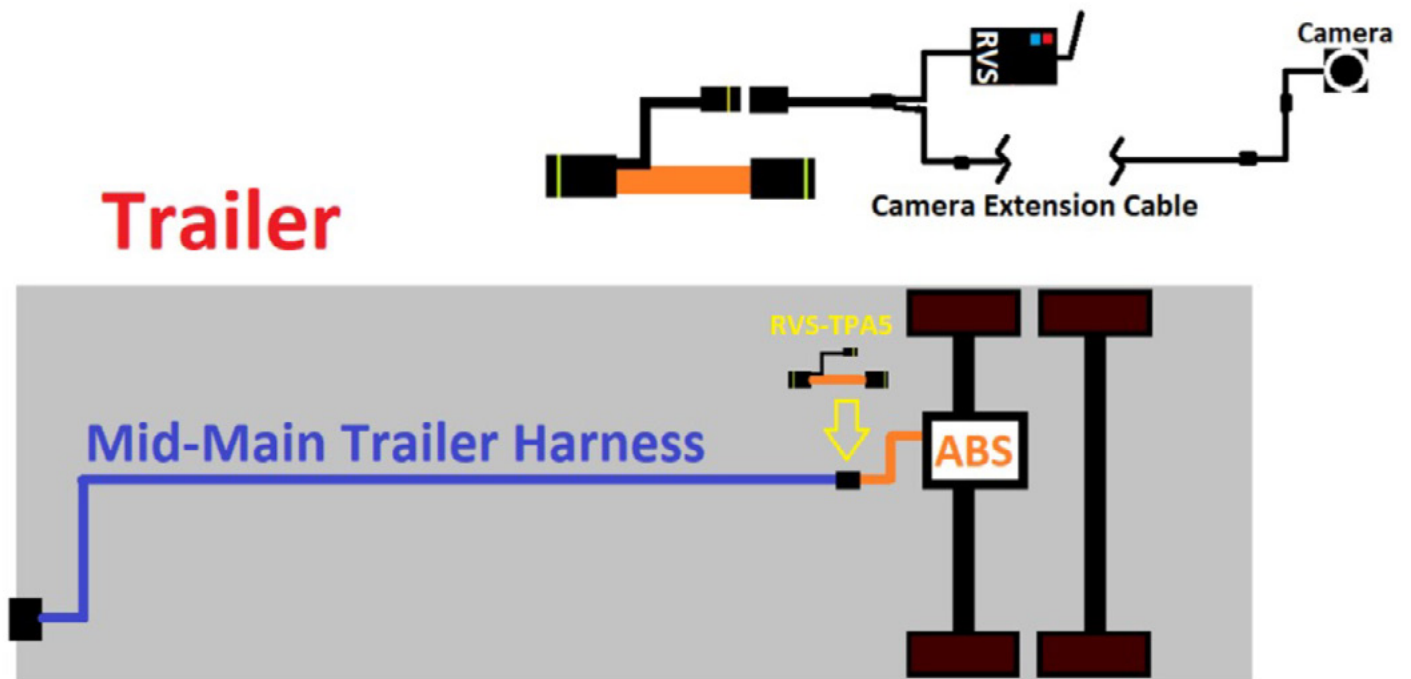 RVS
Camera
Camera Extension Cable
Trailer
RVS-TPA5
Mid-Main Trailer Harness
ABS